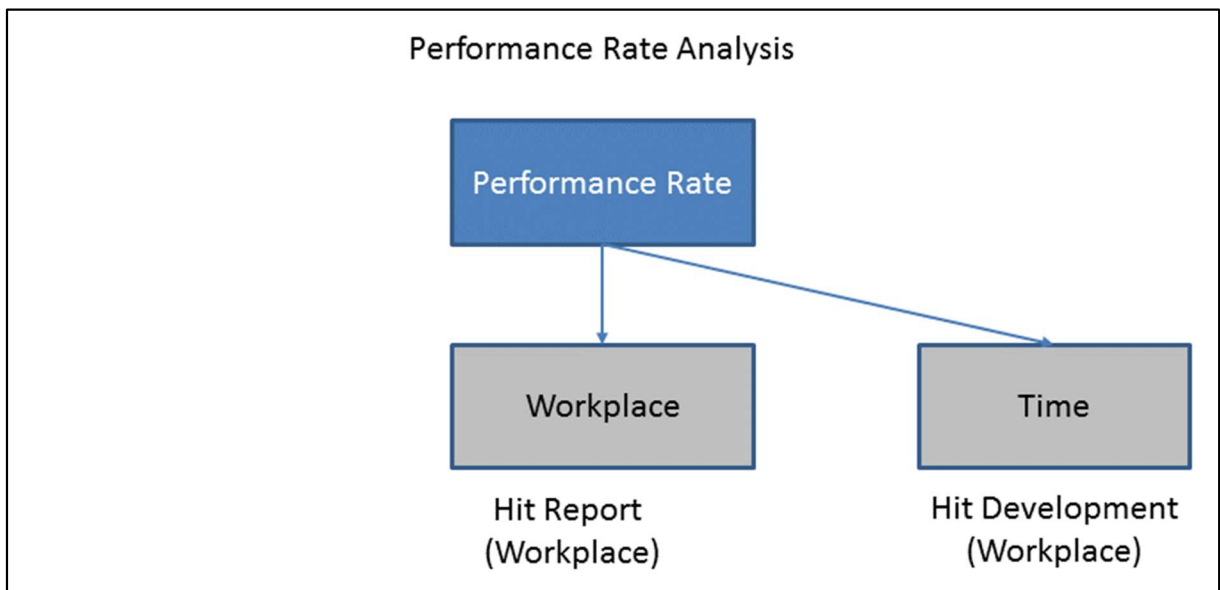 Performance Rate Analysis
Performance Rate
Workplace
Time
Hit Report
(Workplace)
Hit Development
(Workplace)